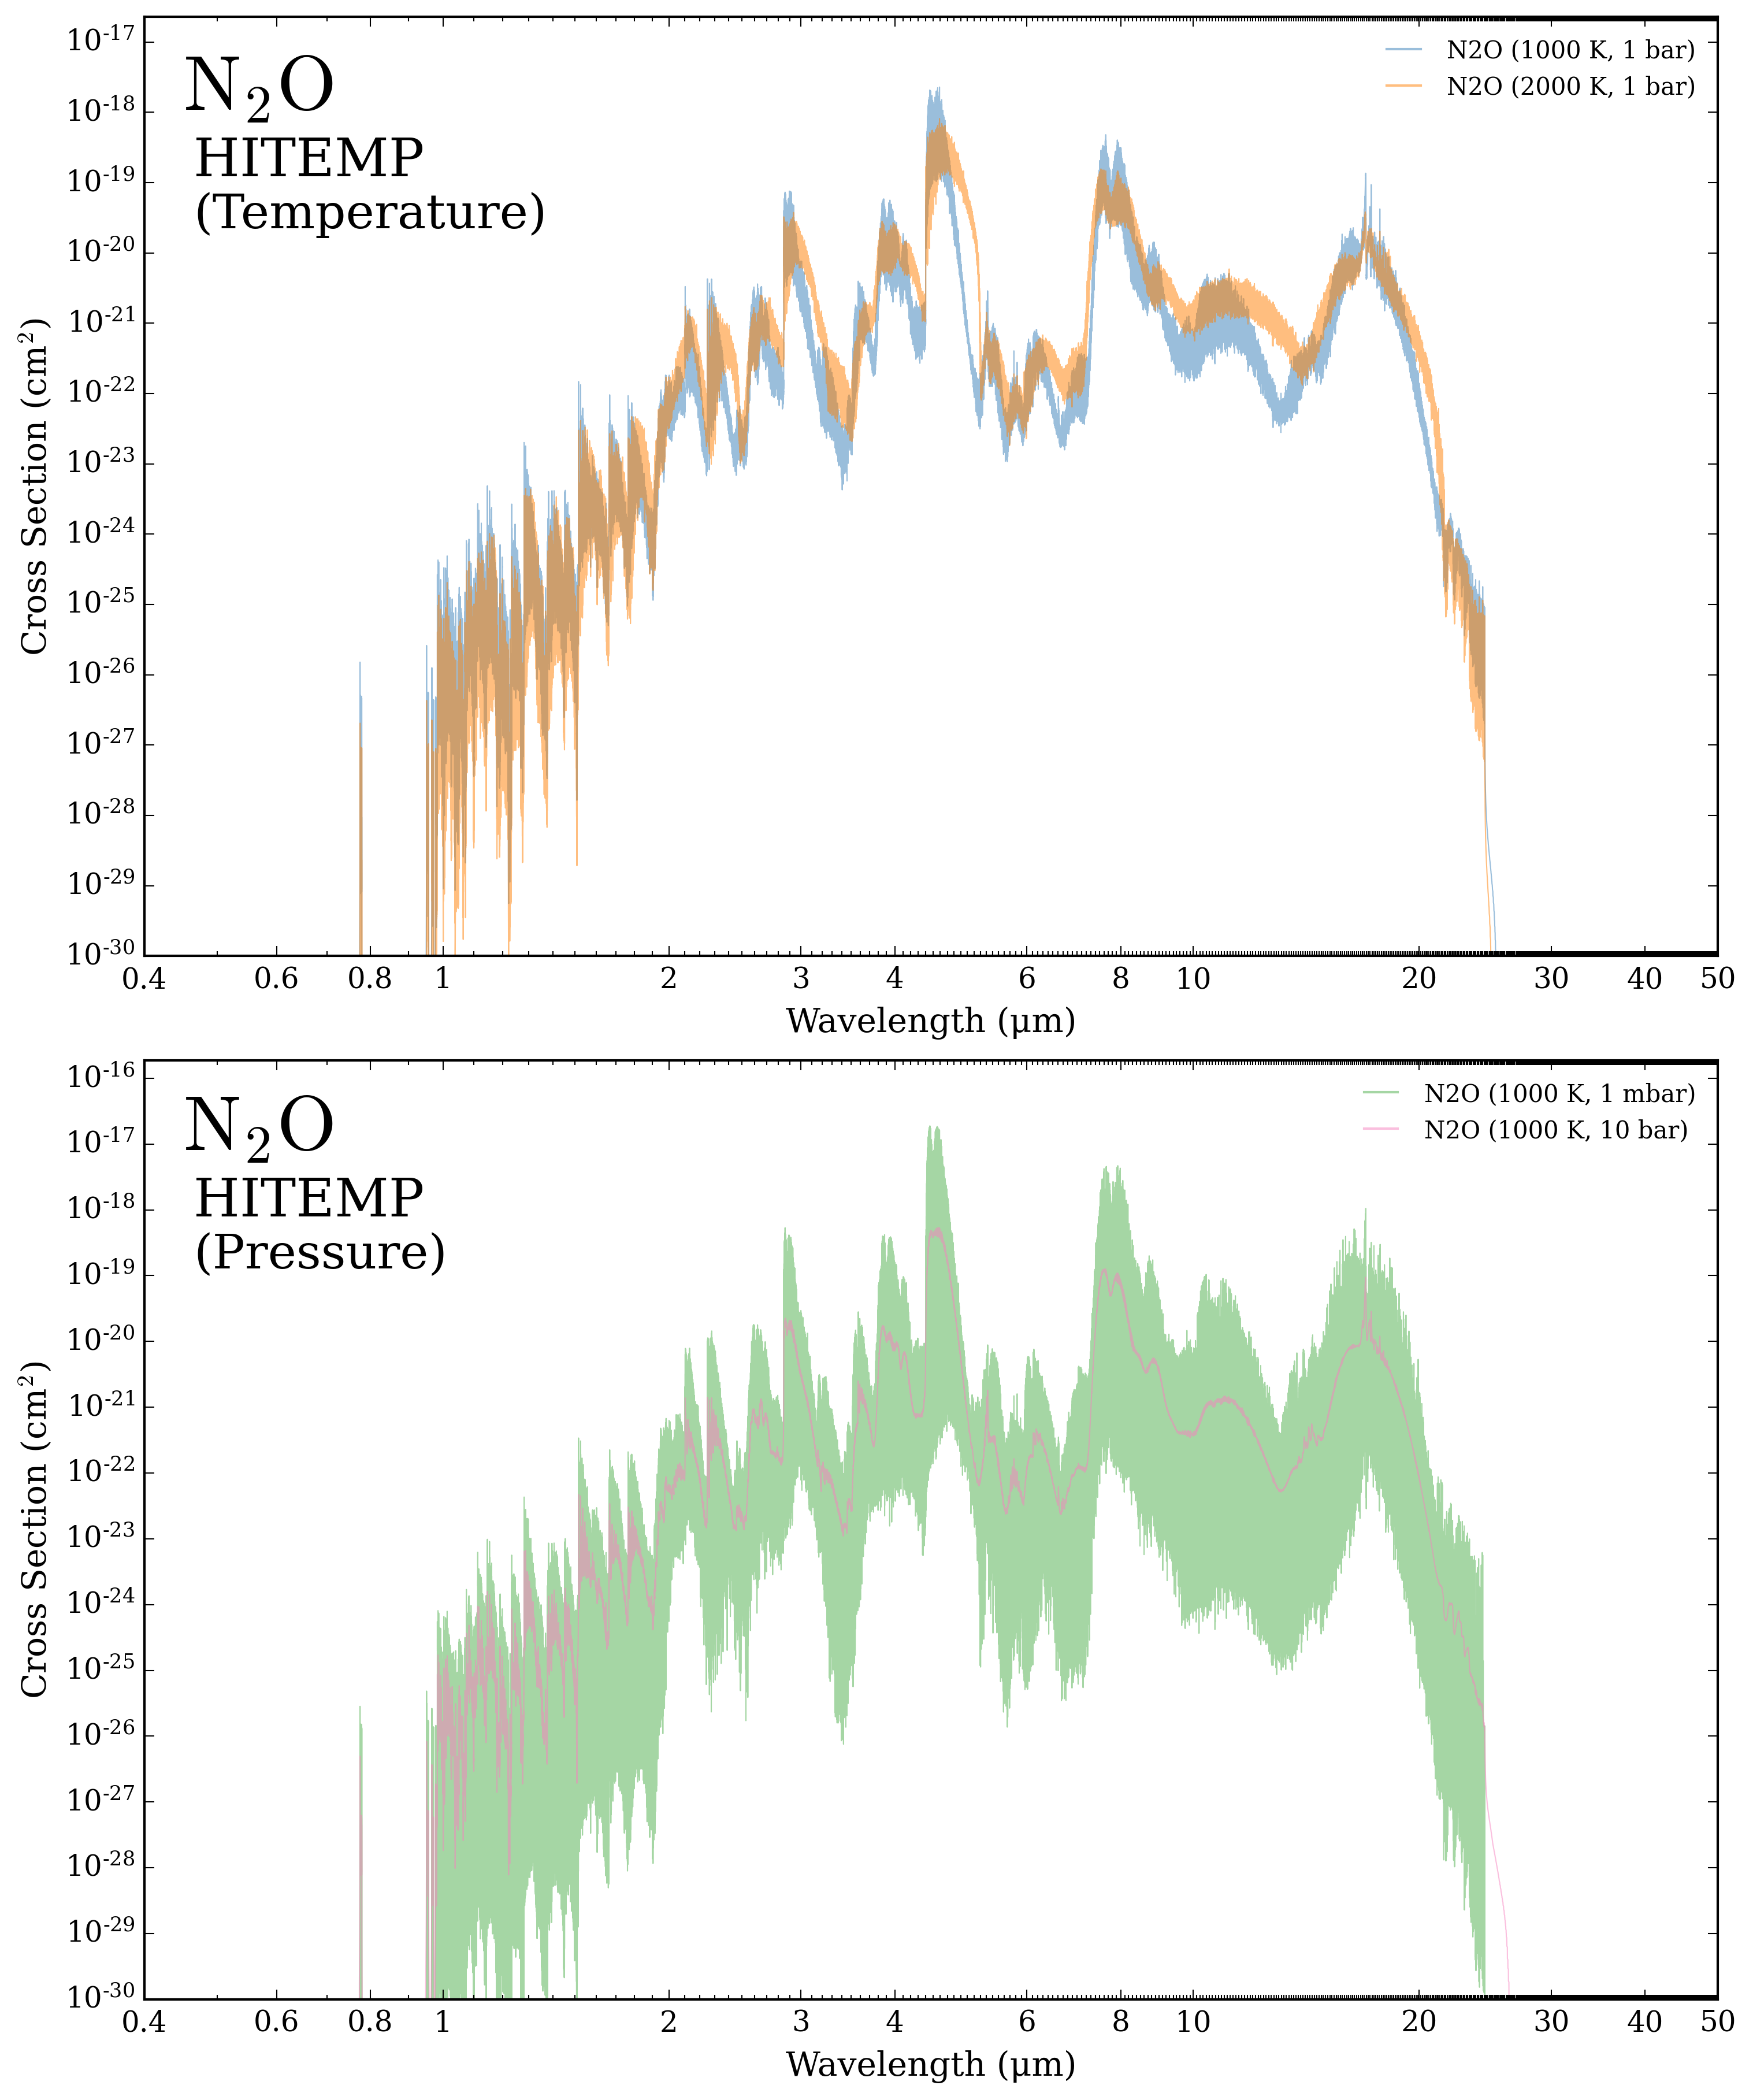 N₂O
HITEMP
(Temperature)
N2O (1000 K, 1 bar)
N2O (2000 K, 1 bar)
Cross Section (cm²)
10⁻¹⁷
10⁻¹⁸
10⁻¹⁹
10⁻²⁰
10⁻²¹
10⁻²²
10⁻²³
10⁻²⁴
10⁻²⁵
10⁻²⁶
10⁻²⁷
10⁻²⁸
10⁻²⁹
10⁻³⁰
0.4 0.6 0.8 1 2 3 4 6 8 10 20 30 40 50
Wavelength (μm)
N₂O
HITEMP
(Pressure)
N2O (1000 K, 1 mbar)
N2O (1000 K, 10 bar)
Cross Section (cm²)
10⁻¹⁶
10⁻¹⁷
10⁻¹⁸
10⁻¹⁹
10⁻²⁰
10⁻²¹
10⁻²²
10⁻²³
10⁻²⁴
10⁻²⁵
10⁻²⁶
10⁻²⁷
10⁻²⁸
10⁻²⁹
10⁻³⁰
0.4 0.6 0.8 1 2 3 4 6 8 10 20 30 40 50
Wavelength (μm)